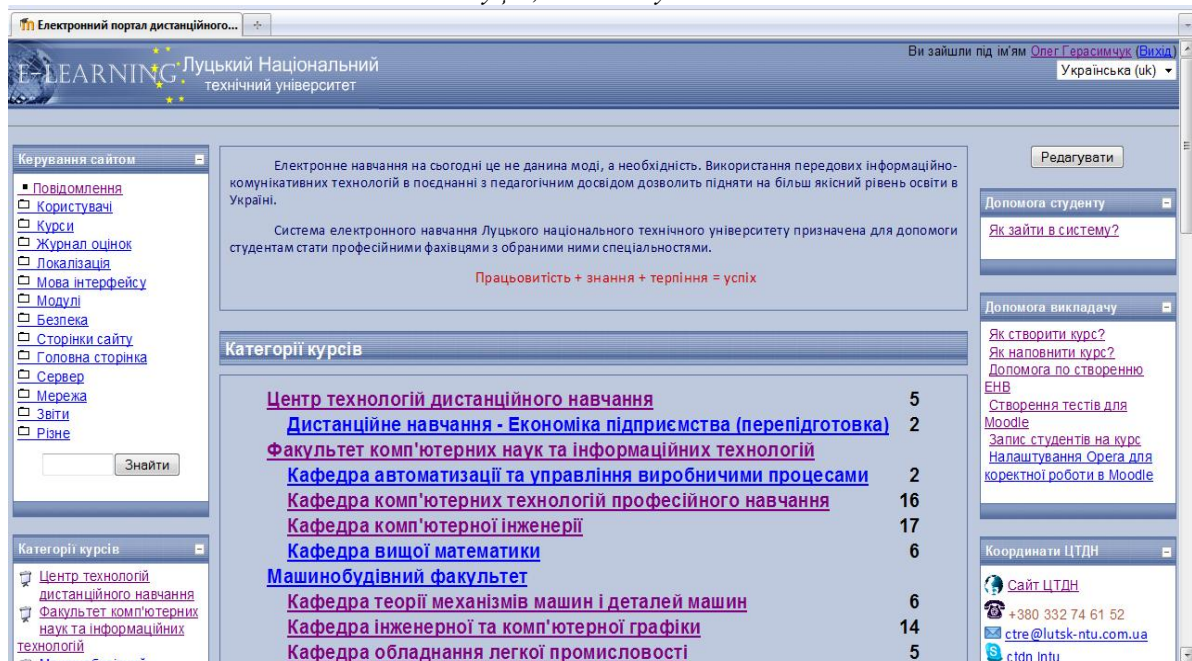 Електронний портал дистанційного...
Ви зайшли під ім'ям Олег Герасимчук (Вихід)
E-LEARNING Луцький Національний
технічний університет
Українська (uk)
Керування сайтом
Повідомлення
Користувачі
Курси
Журнал оцінок
Локалізація
Мова інтерфейсу
Модулі
Безпека
Сторінки сайту
Головна сторінка
Сервер
Мережа
Звіти
Різне
Знайти
Категорії курсів
Центр технологій
дистанційного навчання
Факультет комп'ютерних
наук та інформаційних
технологій
Електронне навчання на сьогодні це не данина моді, а необхідність. Використання передових інформаційно-
комунікативних технологій в поєднанні з педагогічним досвідом дозволить підняти на більш якісний рівень освіти в
Україні.
Система електронного навчання Луцького національного технічного університету призначена для допомоги
студентам стати професійними фахівцями з обраними ними спеціальностями.
Працьовитість + знання + терпіння = успіх
Категорії курсів
Центр технологій дистанційного навчання 5
Дистанційне навчання - Економіка підприємства (перепідготовка) 2
Факультет комп'ютерних наук та інформаційних технологій
Кафедра автоматизації та управління виробничими процесами 2
Кафедра комп'ютерних технологій професійного навчання 16
Кафедра комп'ютерної інженерії 17
Кафедра вищої математики 6
Машинобудівний факультет
Кафедра теорії механізмів машин і деталей машин 6
Кафедра інженерної та комп'ютерної графіки 14
Кафедра обладнання легкої промисловості 5
Редагувати
Допомога студенту
Як зайти в систему?
Допомога викладачу
Як створити курс?
Як наповнити курс?
Допомога по створенню
ЕНВ
Створення тестів для
Moodle
Запис студентів на курс
Налаштування Opera для
коректної роботи в Moodle
Координати ЦТДН
Сайт ЦТДН
+380 332 74 61 52
ctre@lutsk-ntu.com.ua
ctdn lntu